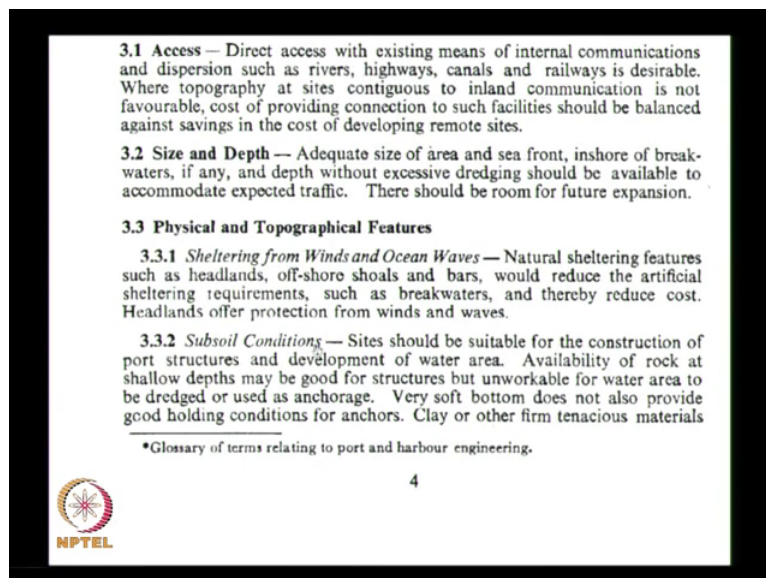 3.1 Access — Direct access with existing means of internal communications
and dispersion such as rivers, highways, canals and railways is desirable.
Where topography at sites contiguous to inland communication is not
favourable, cost of providing connection to such facilities should be balanced
against savings in the cost of developing remote sites.
3.2 Size and Depth — Adequate size of area and sea front, inshore of break-
waters, if any, and depth without excessive dredging should be available to
accommodate expected traffic. There should be room for future expansion.
3.3 Physical and Topographical Features
3.3.1 Sheltering from Winds and Ocean Waves — Natural sheltering features
such as headlands, off-shore shoals and bars, would reduce the artificial
sheltering requirements, such as breakwaters, and thereby reduce cost.
Headlands offer protection from winds and waves.
3.3.2 Subsoil Conditions — Sites should be suitable for the construction of
port structures and development of water area. Availability of rock at
shallow depths may be good for structures but unworkable for water area to
be dredged or used as anchorage. Very soft bottom does not also provide
good holding conditions for anchors. Clay or other firm tenacious materials
*Glossary of terms relating to port and harbour engineering.
4
NPTEL